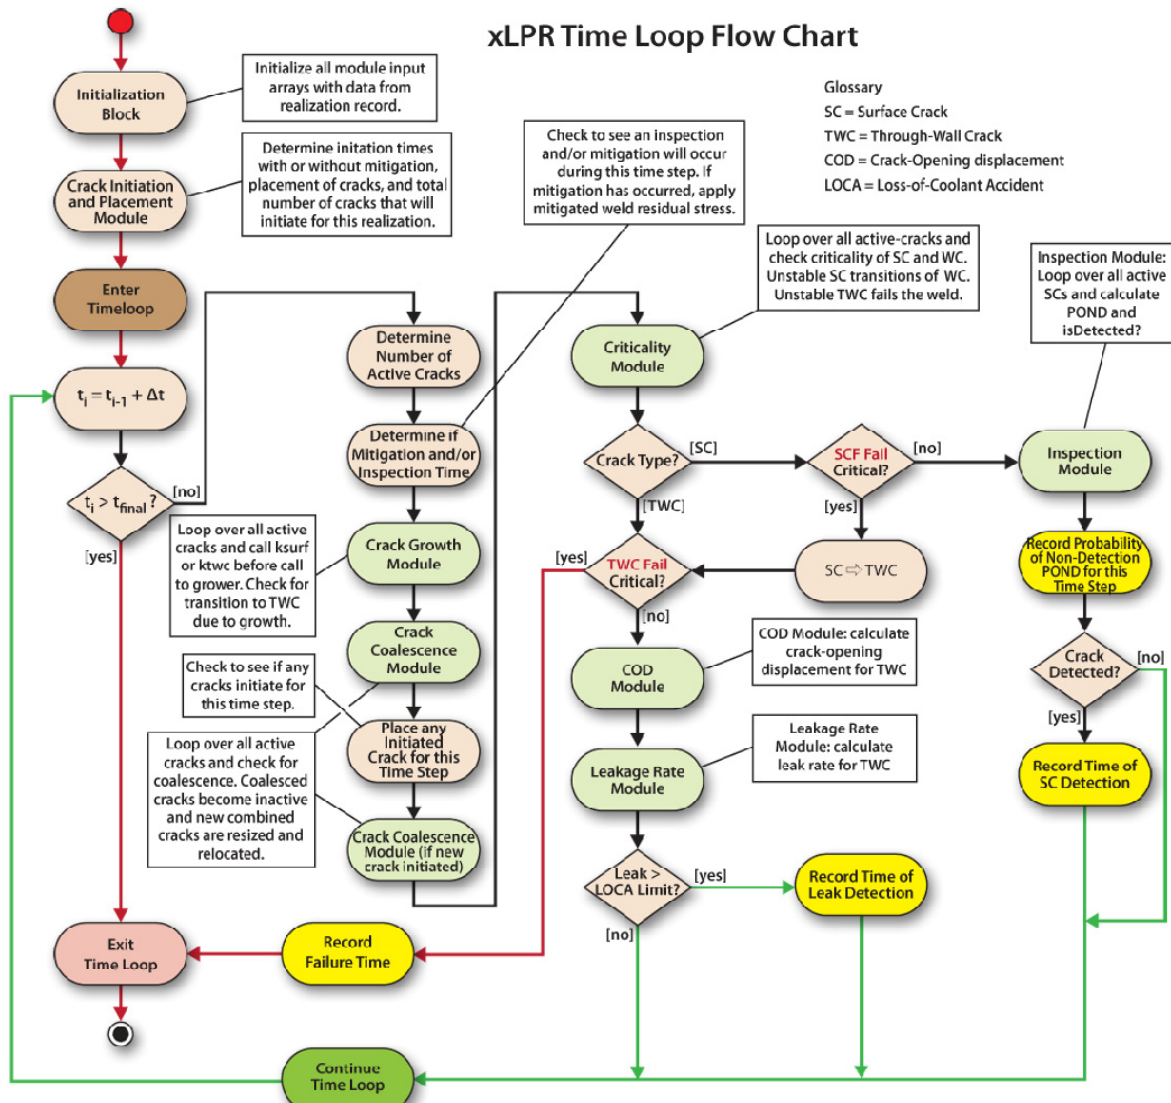 xLPR Time Loop Flow Chart
Initialization
Block
Initialize all module input
arrays with data from
realization record.
Glossary
SC = Surface Crack
TWC = Through-Wall Crack
COD = Crack-Opening displacement
LOCA = Loss-of-Coolant Accident
Crack Initiation
and Placement
Module
Determine initation times
with or without mitigation,
placement of cracks, and total
number of cracks that will
initiate for this realization.
Check to see an inspection
and/or mitigation will occur
during this time step. If
mitigation has occurred, apply
mitigated weld residual stress.
Loop over all active-cracks and
check criticality of SC and WC.
Unstable SC transitions of WC.
Unstable TWC fails the weld.
Inspection Module:
Loop over all active
SCs and calculate
POND and
isDetected?
Enter
Timeloop
tᵢ = tᵢ₋₁ + Δt
tᵢ > t_final ?
[no]
[yes]
Determine
Number of
Active Cracks
Determine if
Mitigation and/or
Inspection Time
Loop over all active
cracks and call ksurf
or ktwc before call
to grower. Check for
transition to TWC
due to growth.
Crack Growth
Module
Crack
Coalescence
Module
Check to see if any
cracks initiate for
this time step.
Place any
Initiated
Crack for this
Time Step
Loop over all active
cracks and check for
coalescence. Coalesced
cracks become inactive
and new combined
cracks are resized and
relocated.
Crack Coalescence
Module (if new
crack initiated)
Criticality
Module
Crack Type?
[SC]
[TWC]
SCF Fail
Critical?
[no]
[yes]
SC ⇨ TWC
TWC Fail
Critical?
[yes]
[no]
COD
Module
COD Module: calculate
crack-opening
displacement for TWC
Leakage Rate
Module
Leakage Rate
Module: calculate
leak rate for TWC
Leak >
LOCA Limit?
[yes]
[no]
Record Time of
Leak Detection
Inspection
Module
Record Probability
of Non-Detection
POND for this
Time Step
Crack
Detected?
[no]
[yes]
Record Time of
SC Detection
Exit
Time Loop
Record
Failure Time
Continue
Time Loop